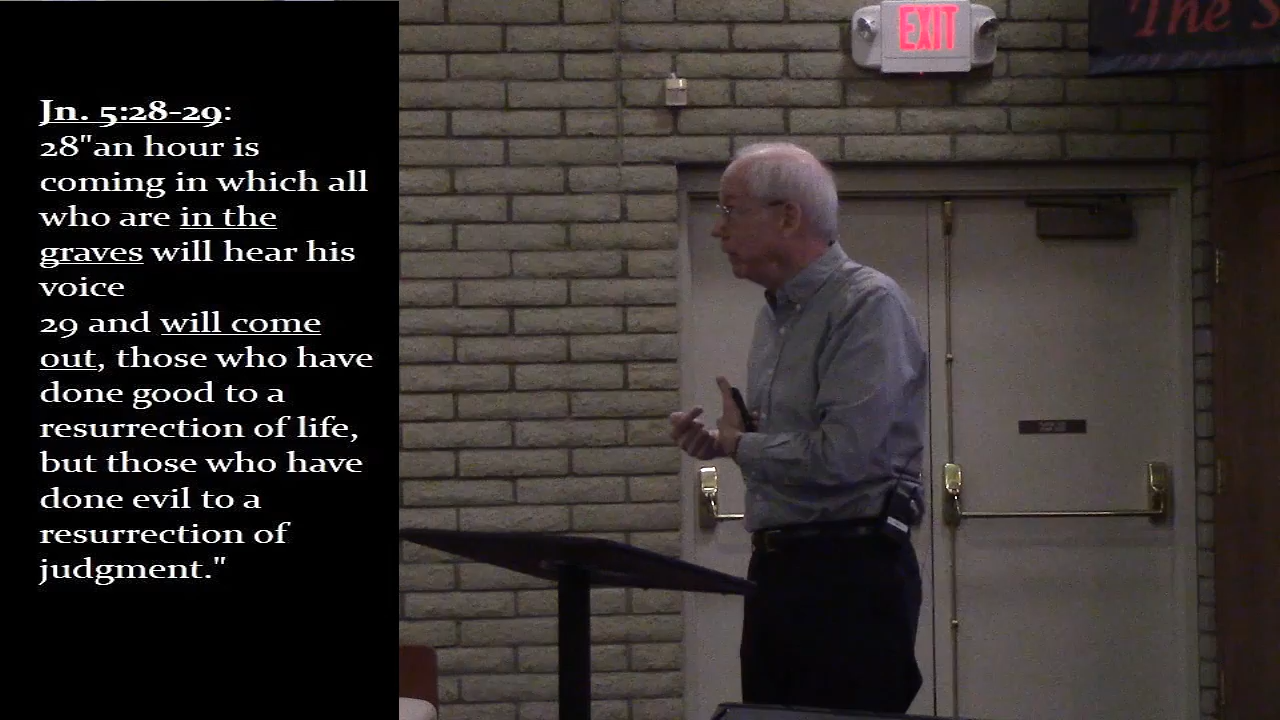 Jn. 5:28-29:
28"an hour is
coming in which all
who are in the
graves will hear his
voice
29 and will come
out, those who have
done good to a
resurrection of life,
but those who have
done evil to a
resurrection of
judgment."
EXIT
The S